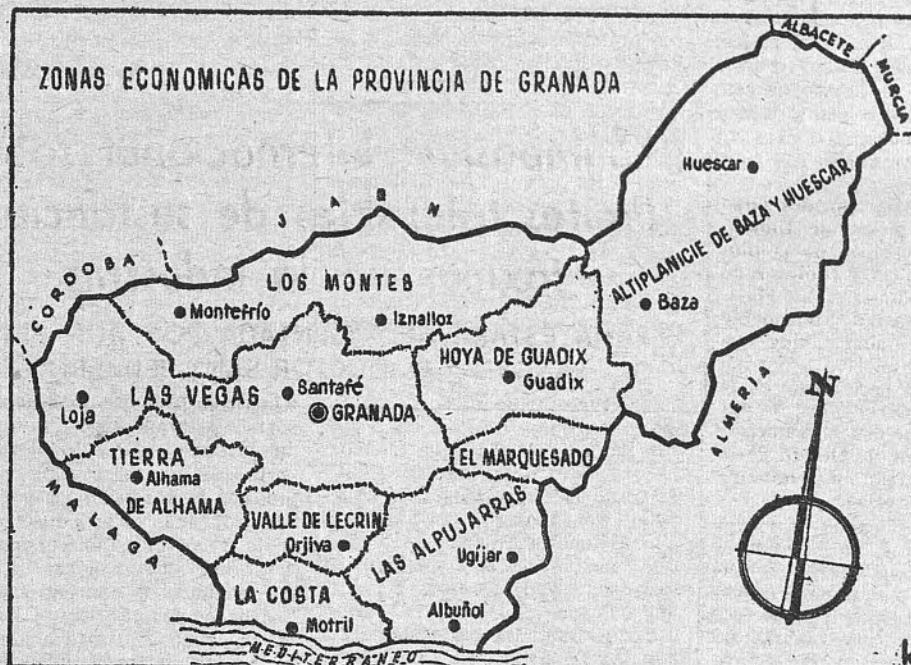 ZONAS ECONOMICAS DE LA PROVINCIA DE GRANADA
ALBACETE
MURCIA
Huescar
ALTIPLANICIE DE BAZA Y HUESCAR
Baza
JAEN
CORDOBA
LOS MONTES
Montefrío
Iznalloz
HOYA DE GUADIX
Guadix
LAS VEGAS
Santafé
GRANADA
Loja
ALMERIA
N
TIERRA
Alhama
DE ALHAMA
EL MARQUESADO
MALAGA
VALLE DE LECRIN
Orjiva
LAS ALPUJARRAS
Ugíjar
LA COSTA
Motril
Albuñol
MEDITERRANEO